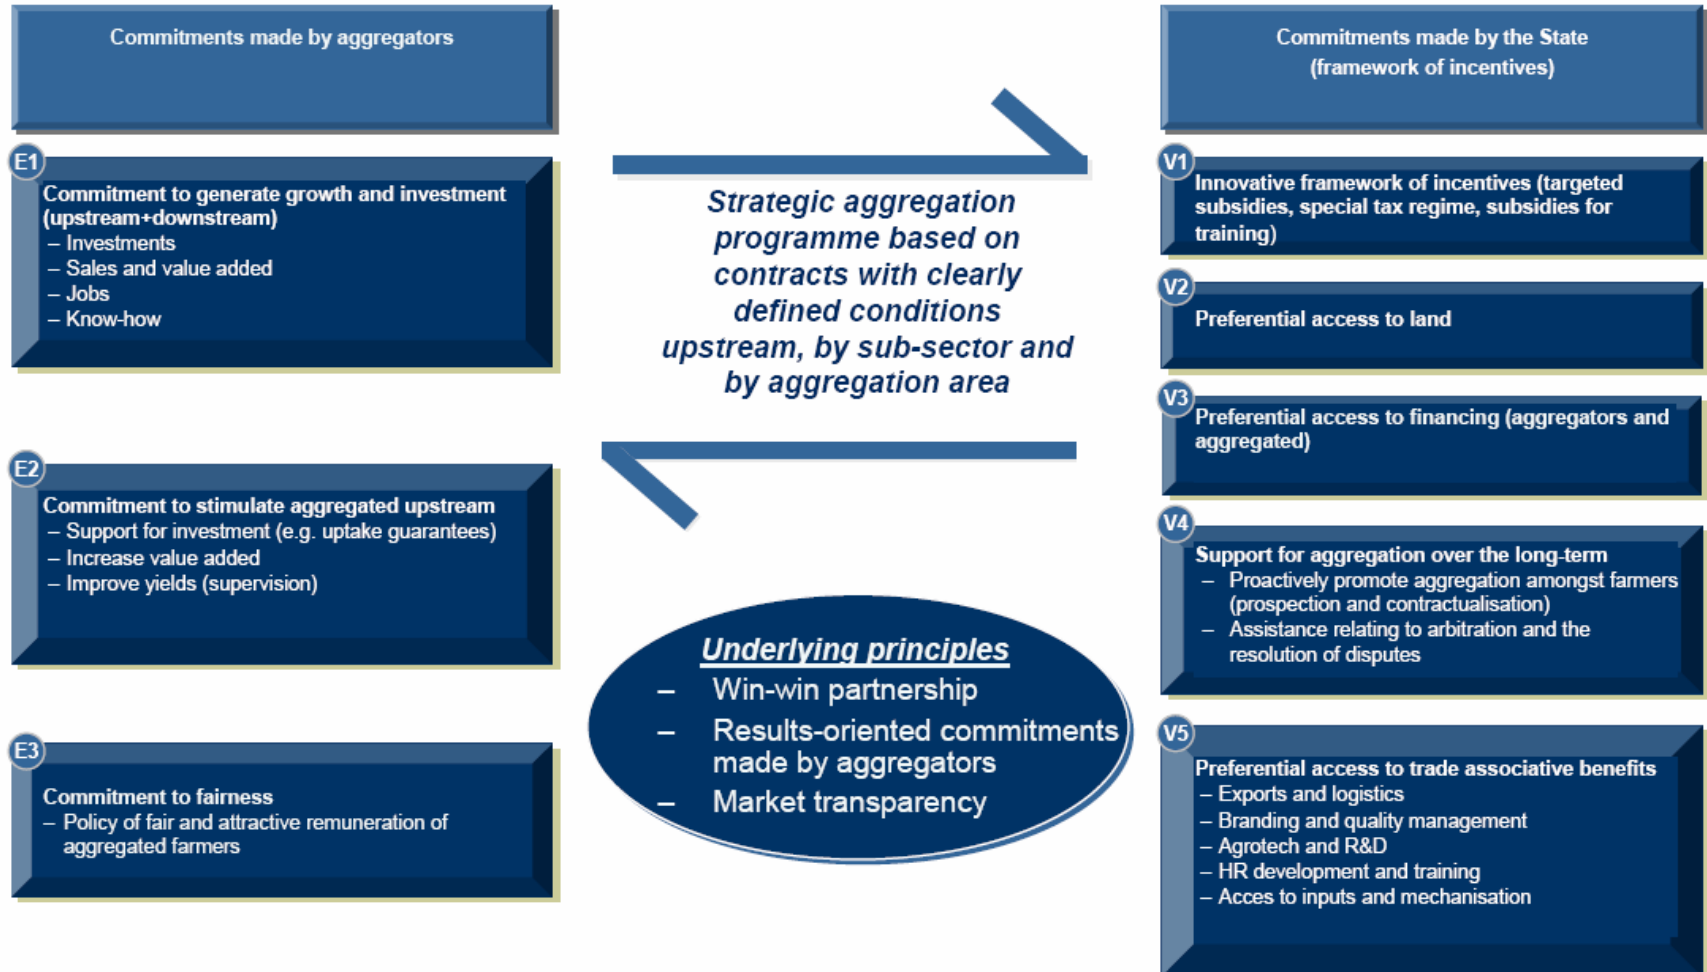 Commitments made by aggregators
E1
Commitment to generate growth and investment
(upstream+downstream)
– Investments
– Sales and value added
– Jobs
– Know-how
E2
Commitment to stimulate aggregated upstream
– Support for investment (e.g. uptake guarantees)
– Increase value added
– Improve yields (supervision)
E3
Commitment to fairness
– Policy of fair and attractive remuneration of
aggregated farmers
Strategic aggregation
programme based on
contracts with clearly
defined conditions
upstream, by sub-sector and
by aggregation area
Underlying principles
– Win-win partnership
– Results-oriented commitments
made by aggregators
– Market transparency
Commitments made by the State
(framework of incentives)
V1
Innovative framework of incentives (targeted
subsidies, special tax regime, subsidies for
training)
V2
Preferential access to land
V3
Preferential access to financing (aggregators and
aggregated)
V4
Support for aggregation over the long-term
– Proactively promote aggregation amongst farmers
(prospection and contractualisation)
– Assistance relating to arbitration and the
resolution of disputes
V5
Preferential access to trade associative benefits
– Exports and logistics
– Branding and quality management
– Agrotech and R&D
– HR development and training
– Acces to inputs and mechanisation